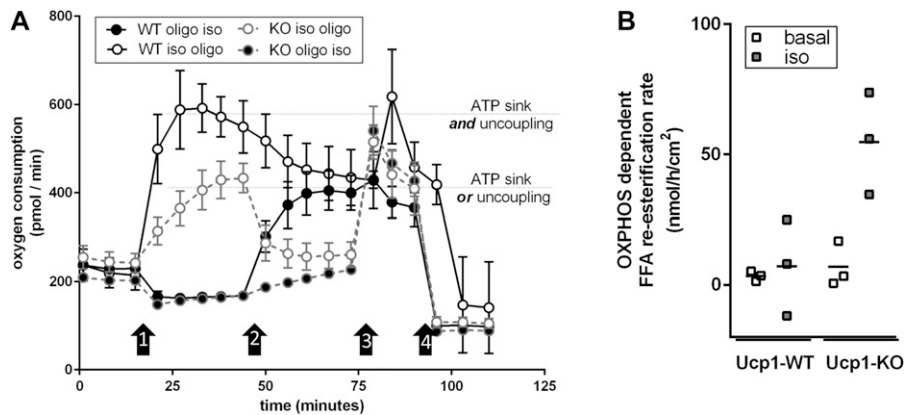 A
WT oligo iso
KO iso oligo
WT iso oligo
KO oligo iso
800
600
400
200
0
oxygen consumption
(pmol / min)
ATP sink
and uncoupling
ATP sink
or uncoupling
1
2
3
4
0
25
50
75
100
125
time (minutes)
B
basal
iso
100
50
0
OXPHOS dependent
FFA re-esterification rate
(nmol/h/cm²)
Ucp1-WT
Ucp1-KO